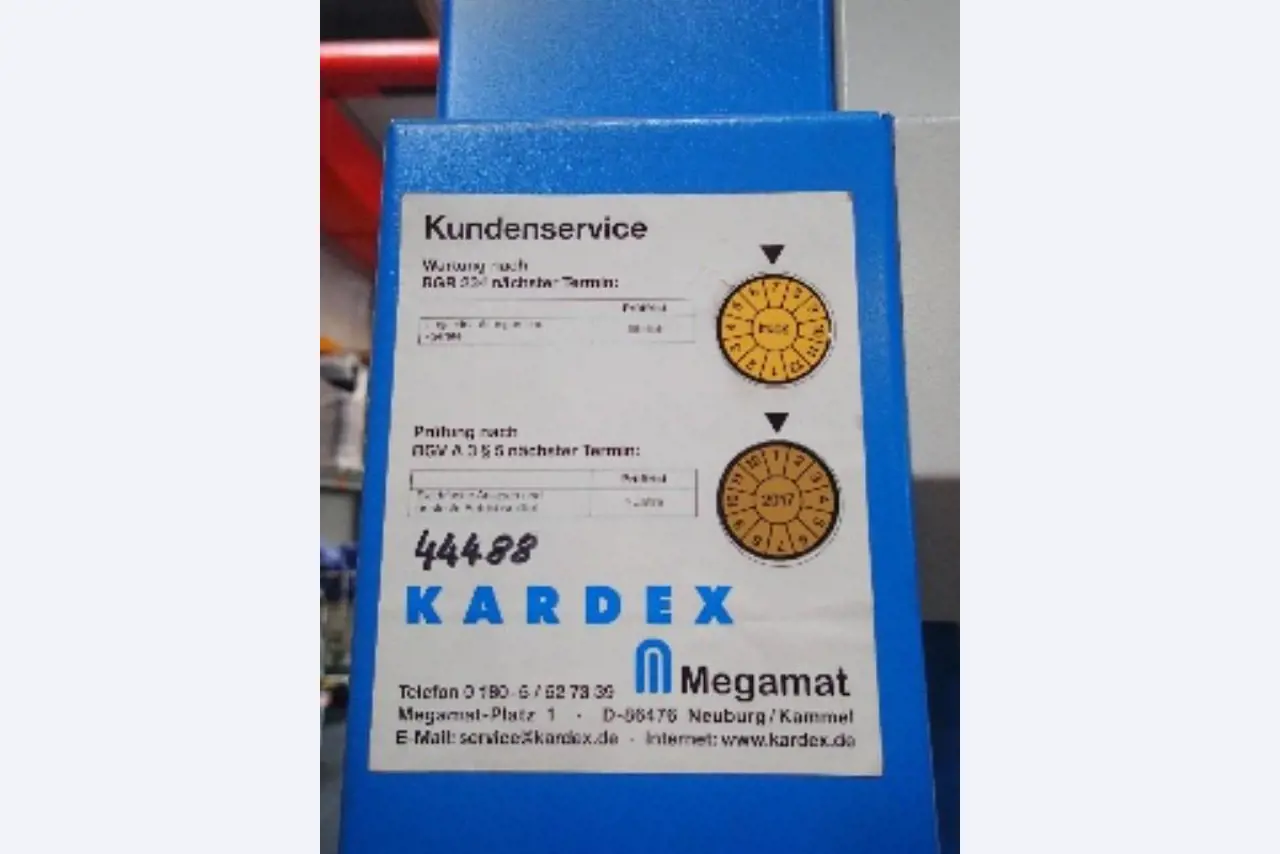 Kundenservice
Wartung nach
BGR 234 nächster Termin:
Prüffrist
Prüfung nach
BGV A 3 § 5 nächster Termin:
Prüffrist
2017
44488
KARDEX
Megamat
Telefon 0 180-5 / 52 73 39
Megamat-Platz 1 · D-86476 Neuburg/Kammel
E-Mail: service@kardex.de · Internet: www.kardex.de